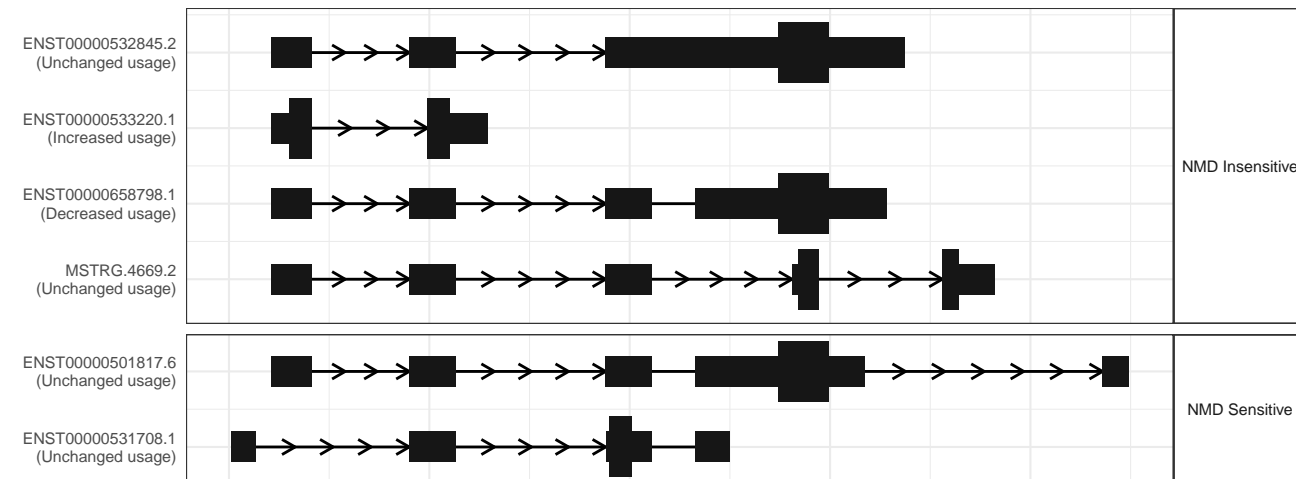 ENST00000532845.2
(Unchanged usage)
ENST00000533220.1
(Increased usage)
ENST00000658798.1
(Decreased usage)
MSTRG.4669.2
(Unchanged usage)
NMD Insensitive
ENST00000501817.6
(Unchanged usage)
ENST00000531708.1
(Unchanged usage)
NMD Sensitive